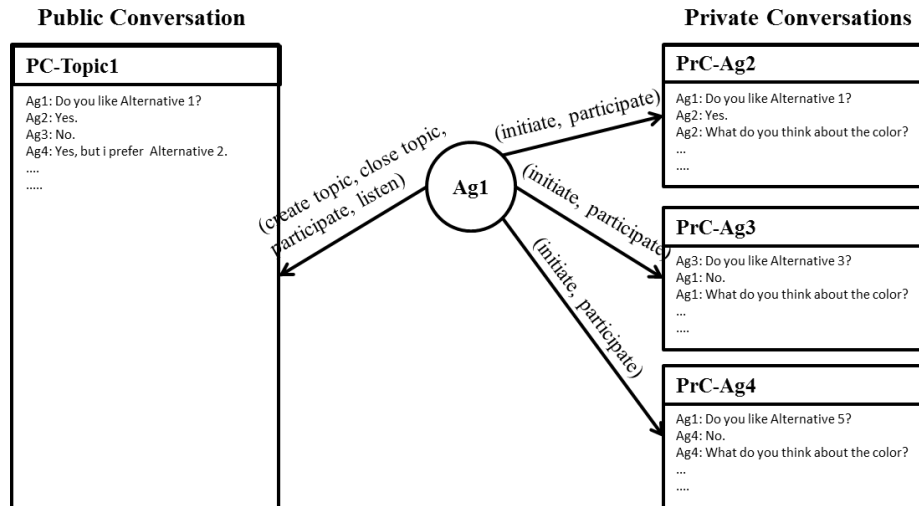 Public Conversation
PC-Topic1
Ag1: Do you like Alternative 1?
Ag2: Yes.
Ag3: No.
Ag4: Yes, but i prefer Alternative 2.
....
.....
(create topic, close topic,
participate, listen)
Ag1
(initiate, participate)
(initiate, participate)
(initiate, participate)
Private Conversations
PrC-Ag2
Ag1: Do you like Alternative 1?
Ag2: Yes.
Ag2: What do you think about the color?
...
....
PrC-Ag3
Ag3: Do you like Alternative 3?
Ag1: No.
Ag1: What do you think about the color?
...
....
PrC-Ag4
Ag1: Do you like Alternative 5?
Ag4: No.
Ag4: What do you think about the color?
...
....